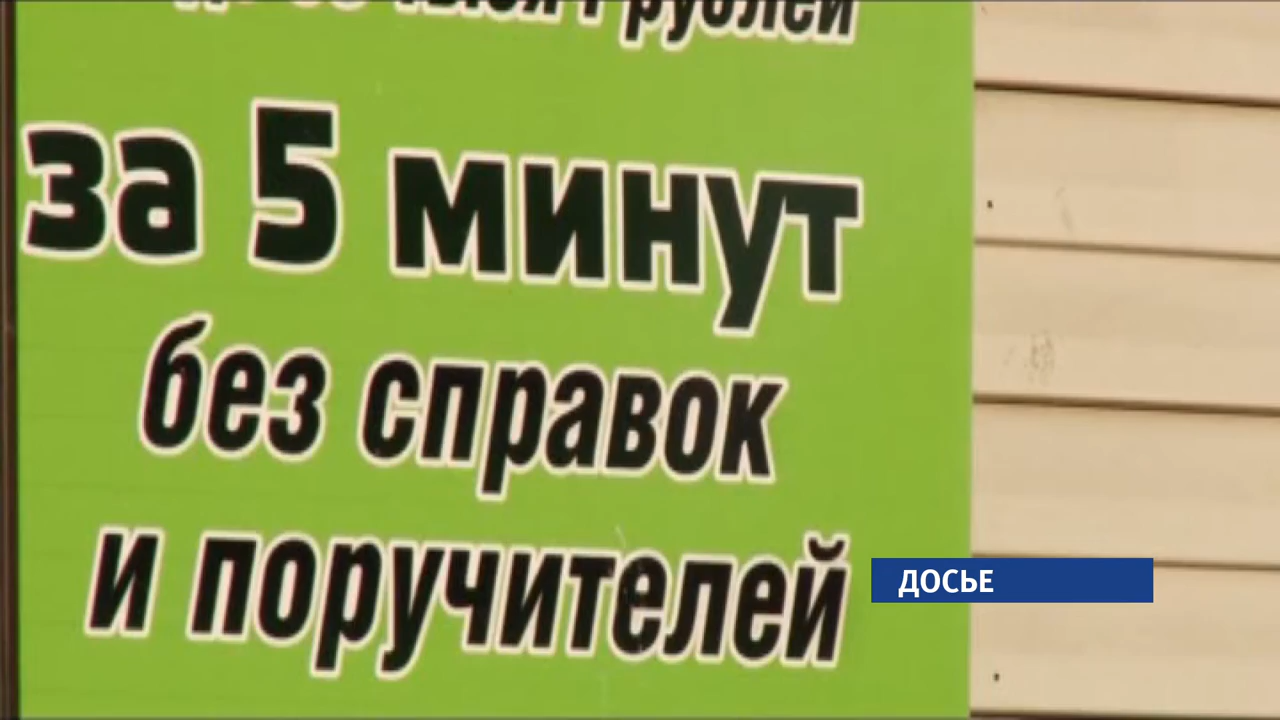 рублей
за 5 минут
без справок
и поручителей
ДОСЬЕ